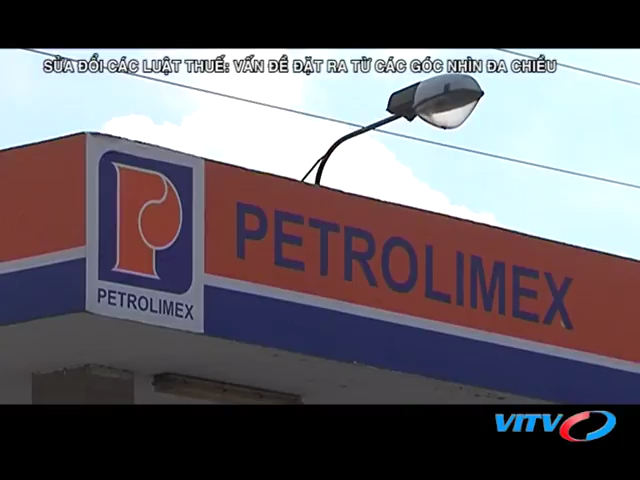 SỬA ĐỔI CÁC LUẬT THUẾ: VẤN ĐỀ ĐẶT RA TỪ CÁC GÓC NHÌN ĐA CHIỀU
P
PETROLIMEX
PETROLIMEX
VITV